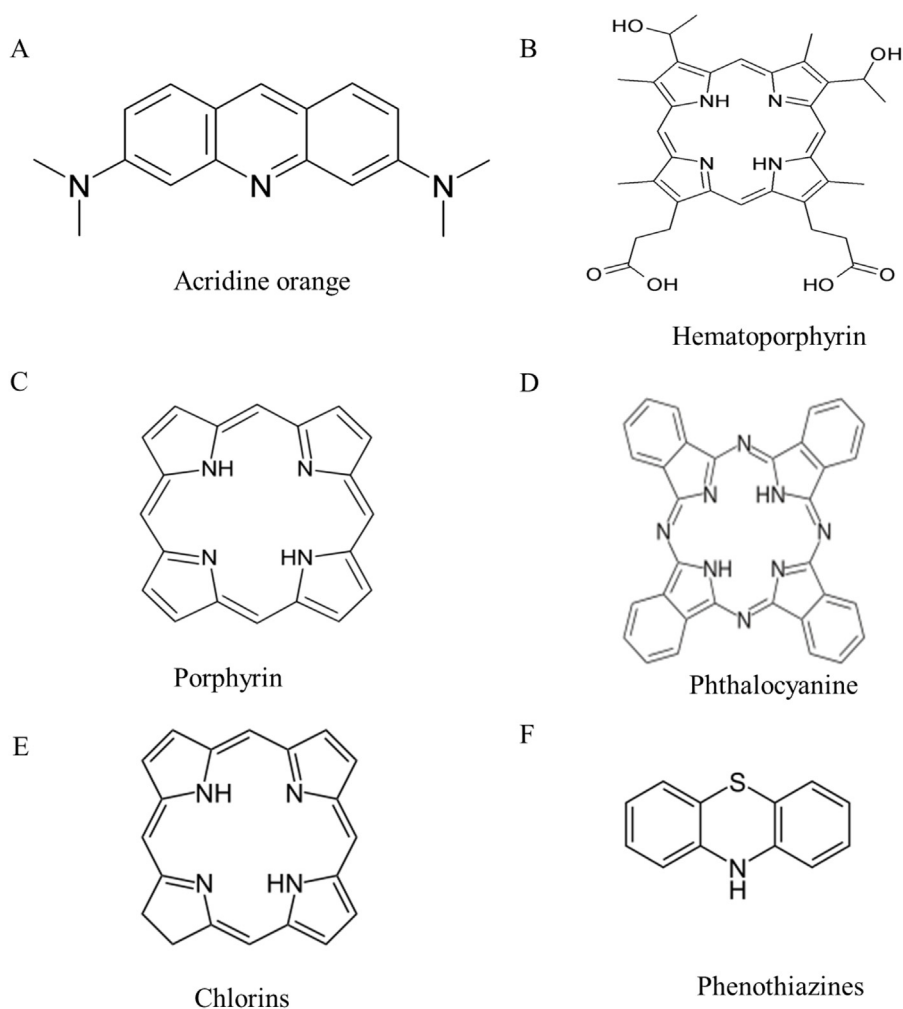 A
N
N
N
Acridine orange
B
HO
OH
NH
N
N
HN
O
OH
HO
O
Hematoporphyrin
C
NH
N
N
HN
Porphyrin
D
N
N
HN
N
N
NH
N
N
Phthalocyanine
E
NH
N
N
HN
Chlorins
F
S
N
H
Phenothiazines